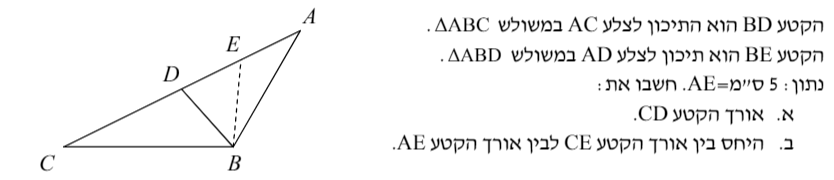 הקטע BD הוא התיכון לצלע AC במשולש ΔABC.
הקטע BE הוא תיכון לצלע AD במשולש ΔABD.
נתון: 5 ס״מ=AE. חשבו את:
א. אורך הקטע CD.
ב. היחס בין אורך הקטע CE לבין אורך הקטע AE.
A
E
D
C
B